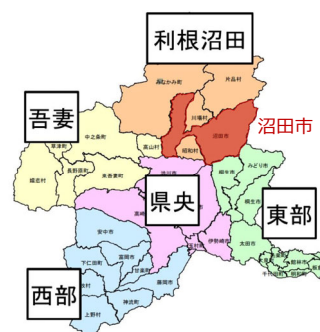 利根沼田
みなかみ町
片品村
川場村
沼田市
沼田市
吾妻
中之条町
草津町
高山村
昭和村
嬬恋村
長野原町
東吾妻町
みどり市
桐生市
県央
桐生市
東部
安中市
伊勢崎市
太田市
富岡市
下仁田町
甘楽町
藤岡市
西部
神流町
上野村